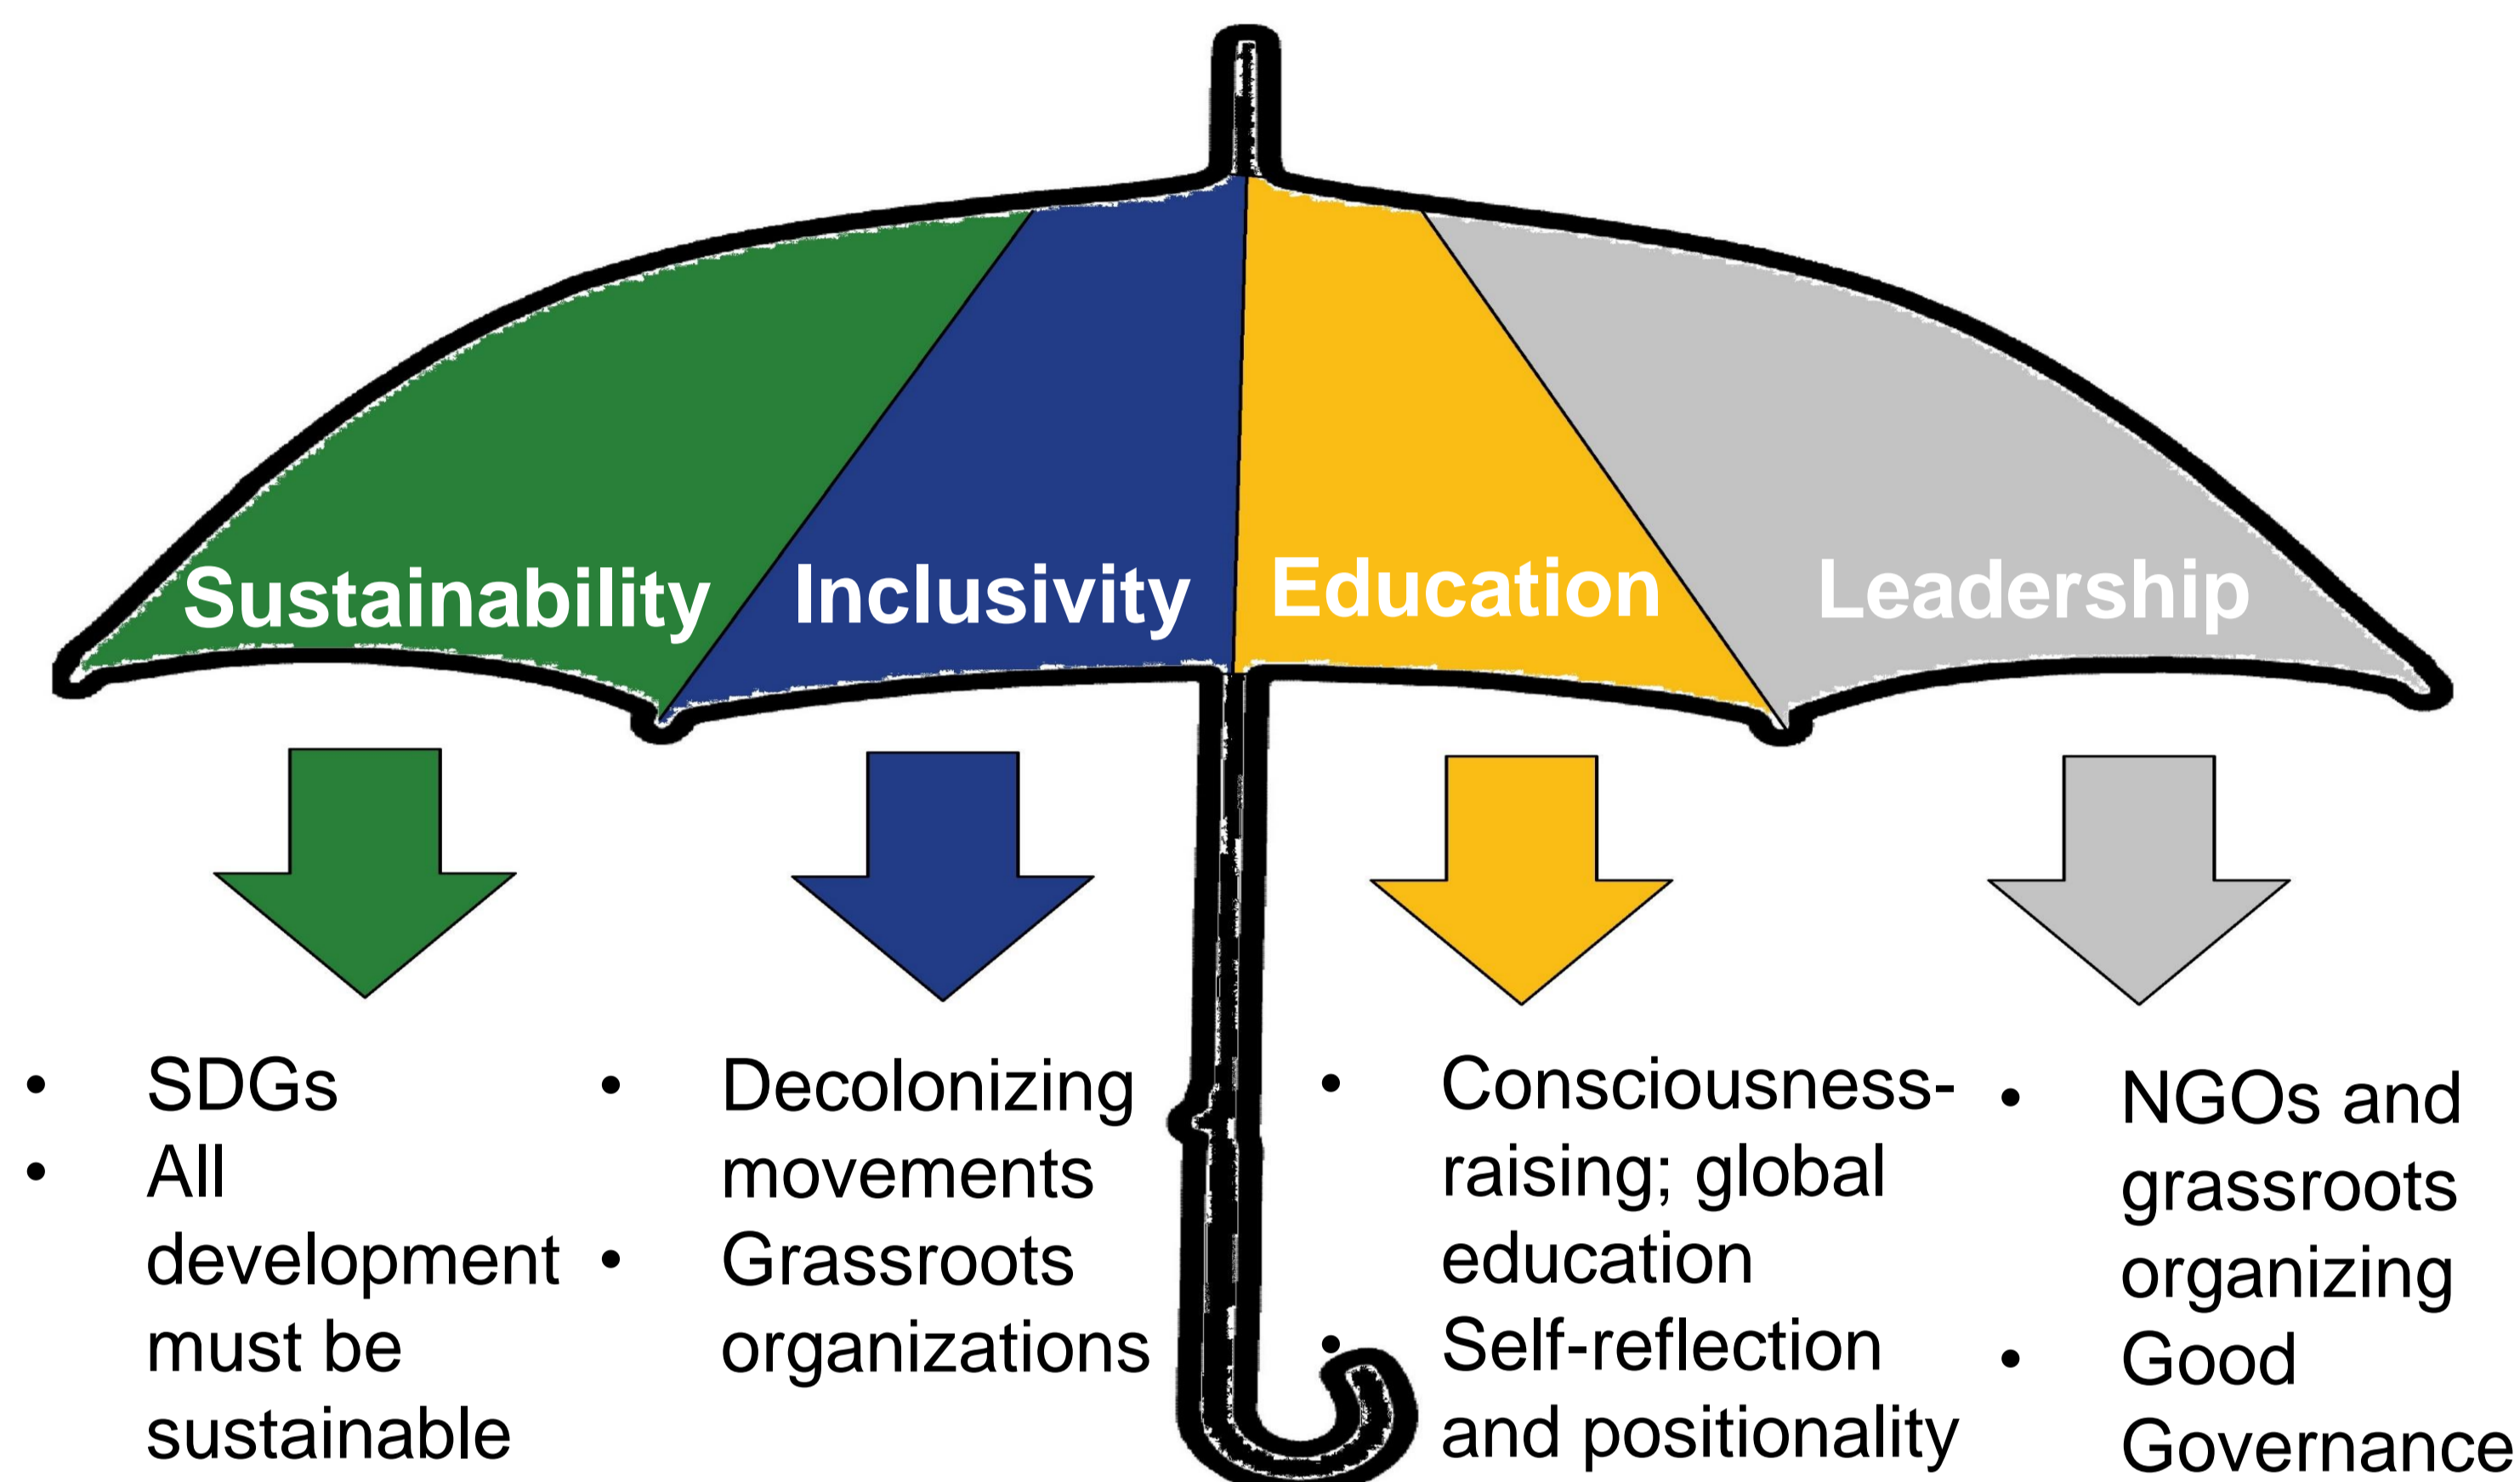 Sustainability
Inclusivity
Education
Leadership
• SDGs
• All
development
must be
sustainable
• Decolonizing
movements
• Grassroots
organizations
• Consciousness-
raising; global
education
• Self-reflection
and positionality
• NGOs and
grassroots
organizing
• Good
Governance